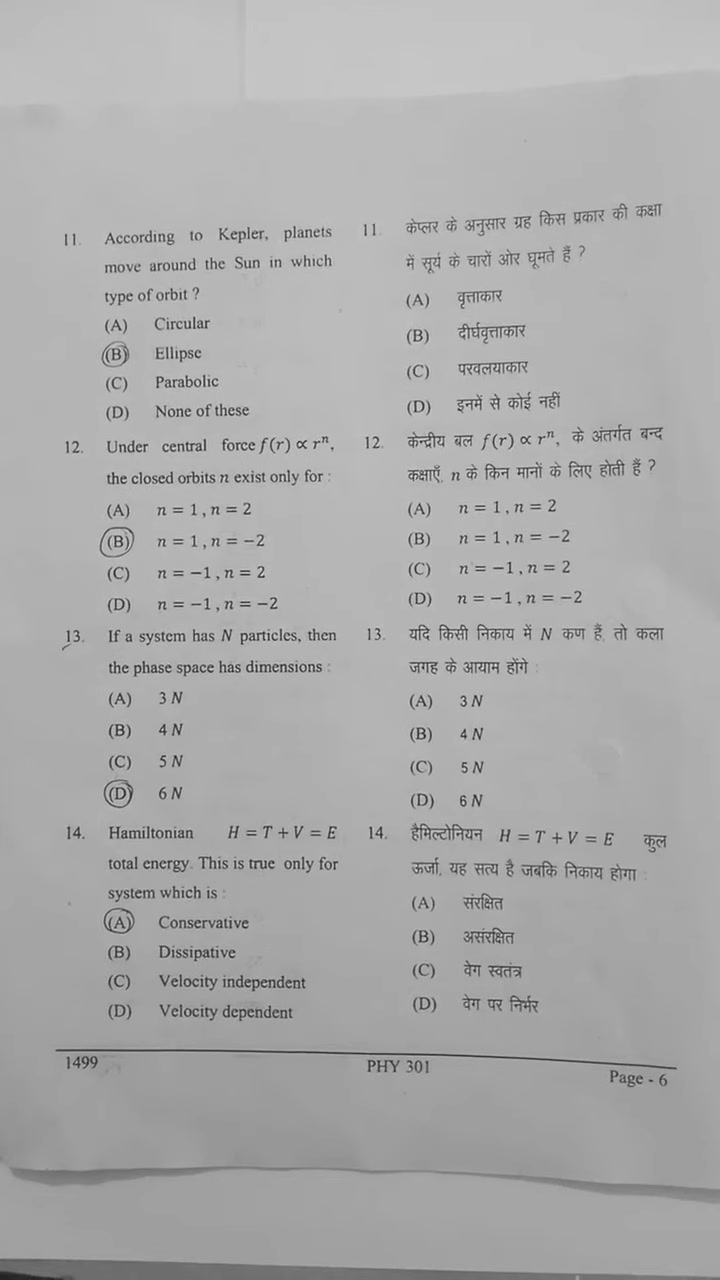 11. According to Kepler, planets
move around the Sun in which
type of orbit ?
(A) Circular
(B) Ellipse
(C) Parabolic
(D) None of these
12. Under central force f(r) ∝ rⁿ,
the closed orbits n exist only for :
(A) n = 1 , n = 2
(B) n = 1 , n = −2
(C) n = −1 , n = 2
(D) n = −1 , n = −2
13. If a system has N particles, then
the phase space has dimensions :
(A) 3 N
(B) 4 N
(C) 5 N
(D) 6 N
14. Hamiltonian H = T + V = E
total energy. This is true only for
system which is :
(A) Conservative
(B) Dissipative
(C) Velocity independent
(D) Velocity dependent
11. केप्लर के अनुसार ग्रह किस प्रकार की कक्षा
में सूर्य के चारों ओर घूमते हैं ?
(A) वृत्ताकार
(B) दीर्घवृत्ताकार
(C) परवलयाकार
(D) इनमें से कोई नहीं
12. केन्द्रीय बल f(r) ∝ rⁿ, के अंतर्गत बन्द
कक्षाएँ, n के किन मानों के लिए होती हैं ?
(A) n = 1 , n = 2
(B) n = 1 , n = −2
(C) n = −1 , n = 2
(D) n = −1 , n = −2
13. यदि किसी निकाय में N कण हैं, तो कला
जगह के आयाम होंगे :
(A) 3 N
(B) 4 N
(C) 5 N
(D) 6 N
14. हैमिल्टोनियन H = T + V = E कुल
ऊर्जा, यह सत्य है जबकि निकाय होगा :
(A) संरक्षित
(B) असंरक्षित
(C) वेग स्वतंत्र
(D) वेग पर निर्भर
1499 PHY 301 Page - 6